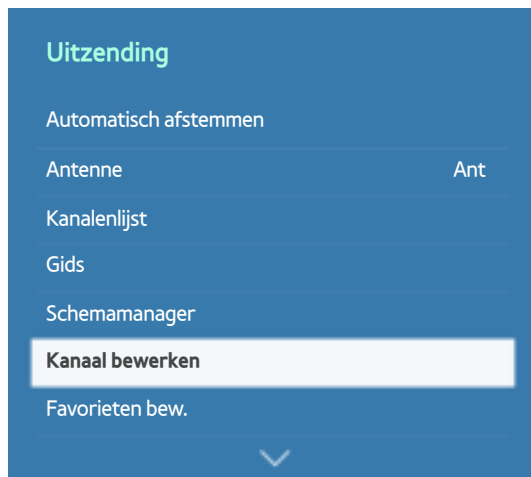 Uitzending
Automatisch afstemmen
Antenne Ant
Kanalenlijst
Gids
Schemamanager
Kanaal bewerken
Favorieten bew.